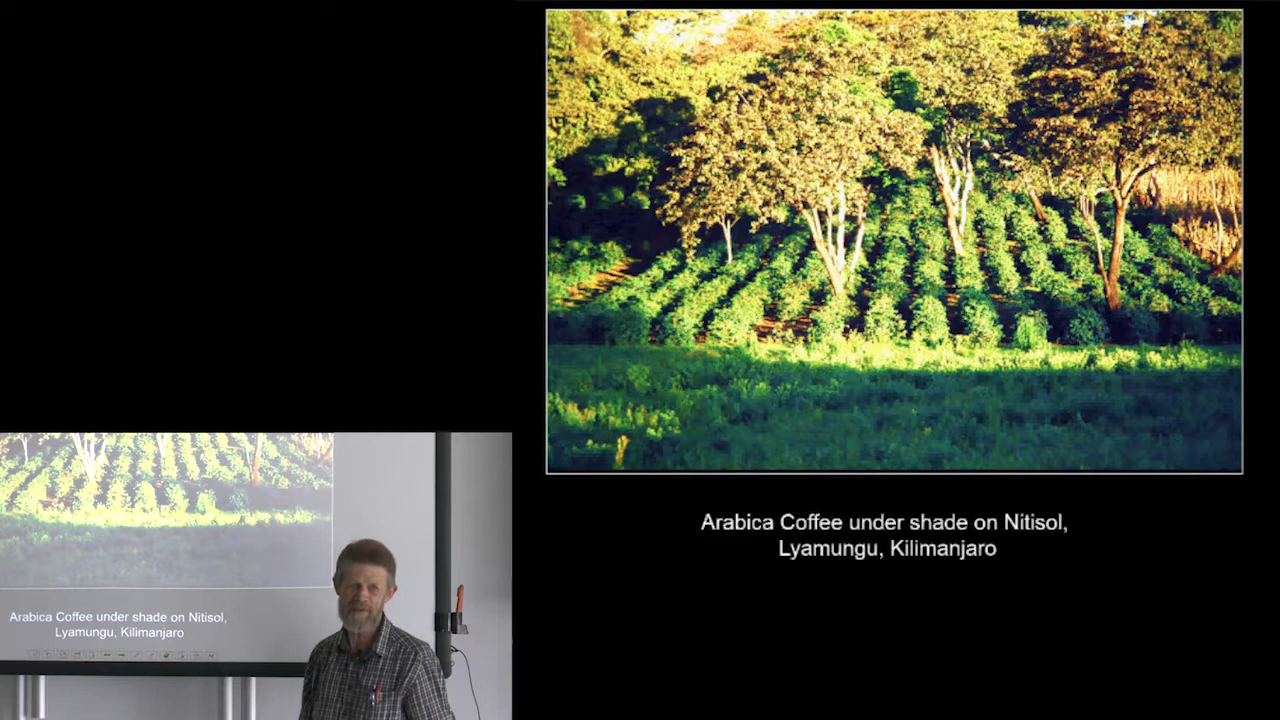 Arabica Coffee under shade on Nitisol,
Lyamungu, Kilimanjaro
Arabica Coffee under shade on Nitisol,
Lyamungu, Kilimanjaro